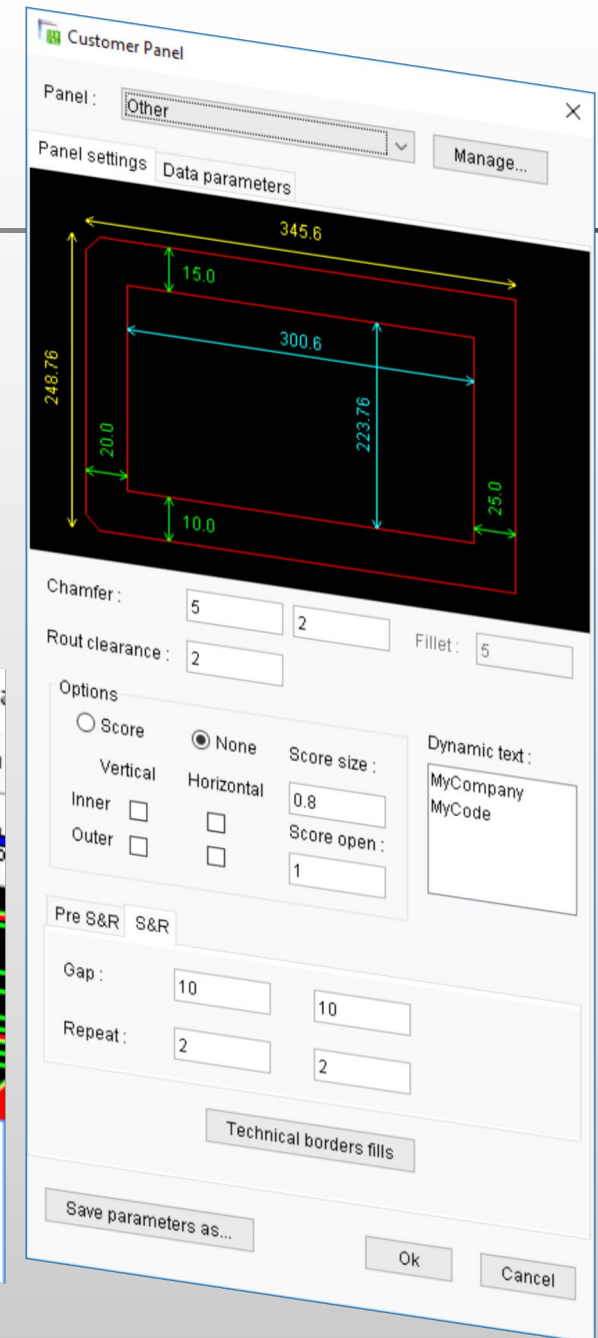 Customer Panel
Panel : Other Manage...
Panel settings Data parameters
345.6
15.0
300.6
248.76
223.76
20.0
25.0
10.0
Chamfer : 5 2 Fillet : 5
Rout clearance : 2
Options
Score None Score size : Dynamic text :
Vertical Horizontal 0.8 MyCompany
Inner MyCode
Outer Score open :
1
Pre S&R S&R
Gap : 10 10
Repeat : 2 2
Technical borders fills
Save parameters as... Ok Cancel